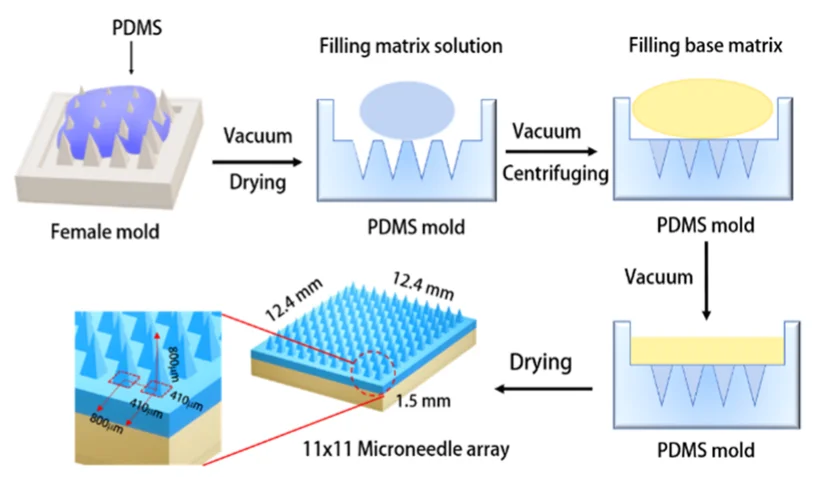 PDMS
Female mold
Vacuum
Drying
Filling matrix solution
PDMS mold
Vacuum
Centrifuging
Filling base matrix
PDMS mold
Vacuum
PDMS mold
Drying
12.4 mm
12.4 mm
1.5 mm
11x11 Microneedle array
800μm
410μm
410μm
800μm